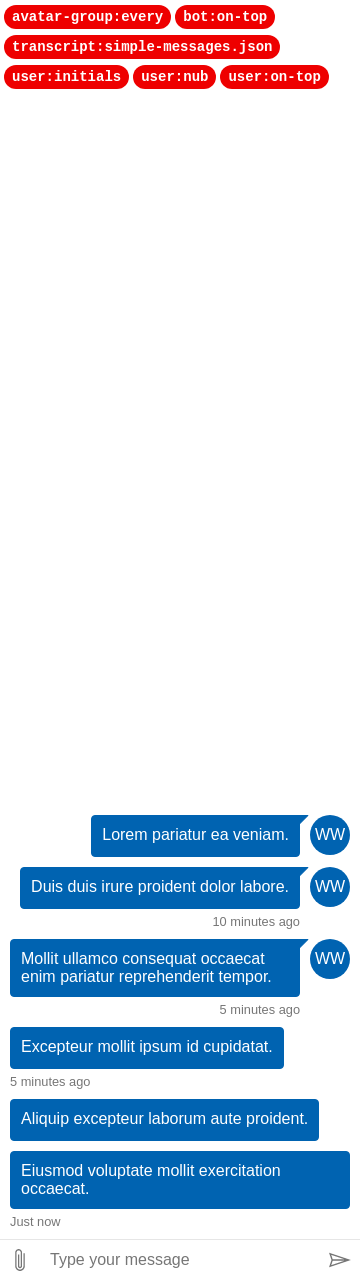 avatar-group:every bot:on-top
transcript:simple-messages.json
user:initials user:nub user:on-top
Lorem pariatur ea veniam. WW
Duis duis irure proident dolor labore. WW
10 minutes ago
Mollit ullamco consequat occaecat WW
enim pariatur reprehenderit tempor.
5 minutes ago
Excepteur mollit ipsum id cupidatat.
5 minutes ago
Aliquip excepteur laborum aute proident.
Eiusmod voluptate mollit exercitation
occaecat.
Just now
Type your message